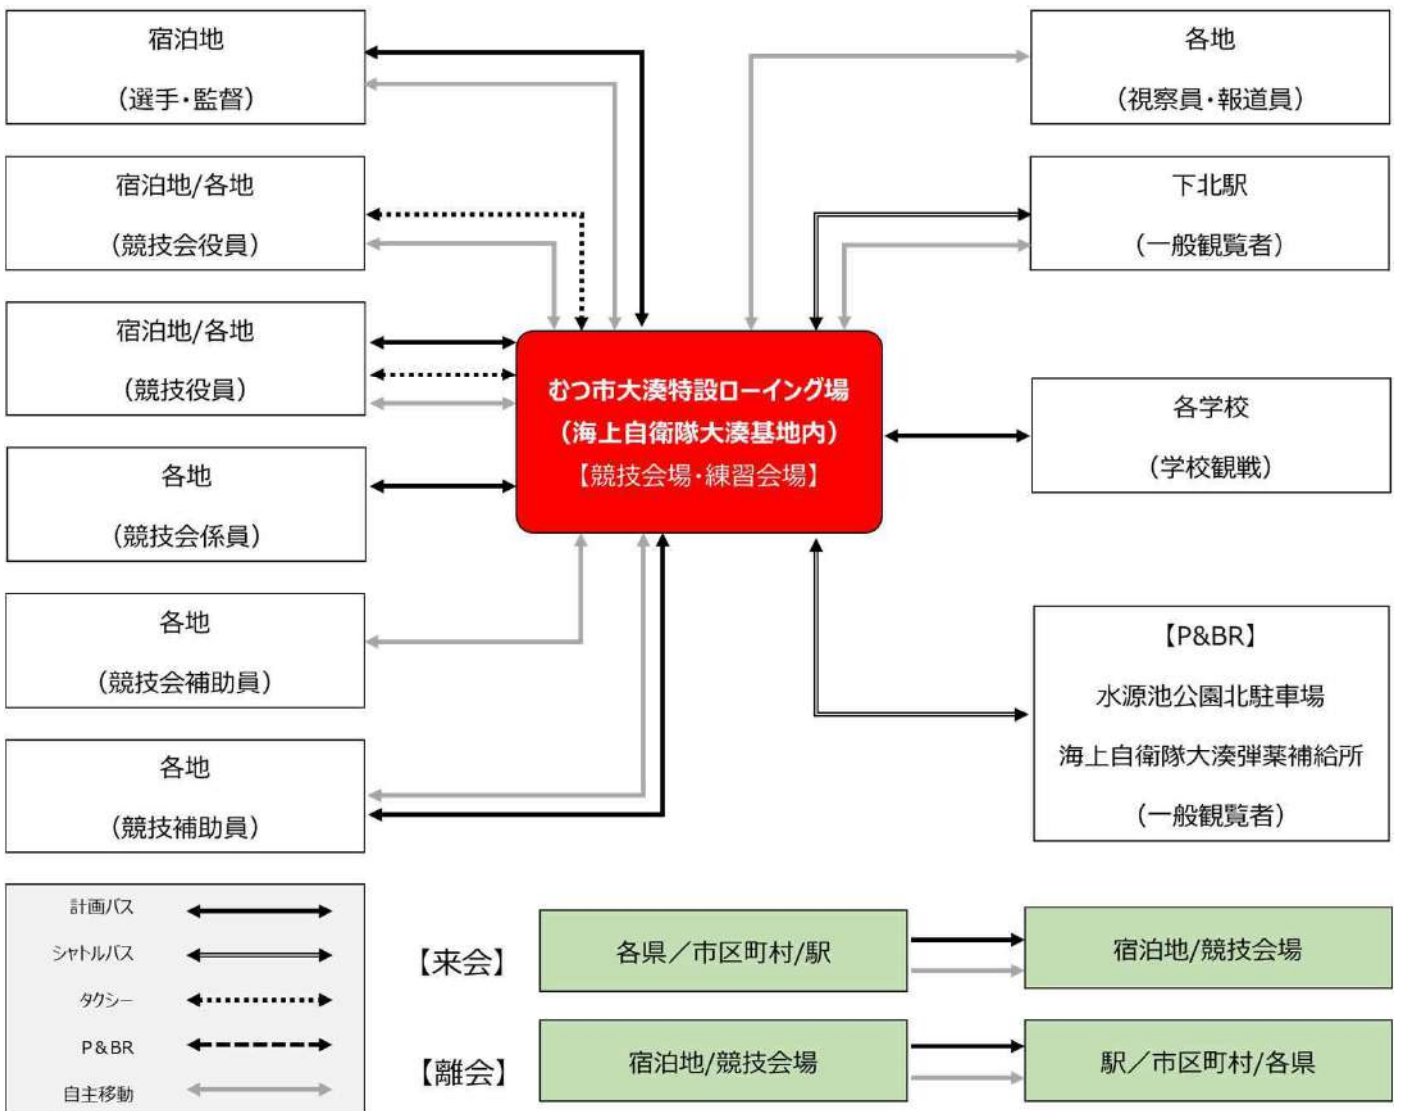 宿泊地
（選手・監督）
宿泊地/各地
（競技会役員）
宿泊地/各地
（競技役員）
各地
（競技会係員）
各地
（競技会補助員）
各地
（競技補助員）
むつ市大湊特設ローイング場
（海上自衛隊大湊基地内）
【競技会場・練習会場】
各地
（視察員・報道員）
下北駅
（一般観覧者）
各学校
（学校観戦）
【P&BR】
水源池公園北駐車場
海上自衛隊大湊弾薬補給所
（一般観覧者）
計画バス
シャトルバス
タクシー
P&BR
自主移動
【来会】
各県／市区町村/駅
宿泊地/競技会場
【離会】
宿泊地/競技会場
駅／市区町村/各県